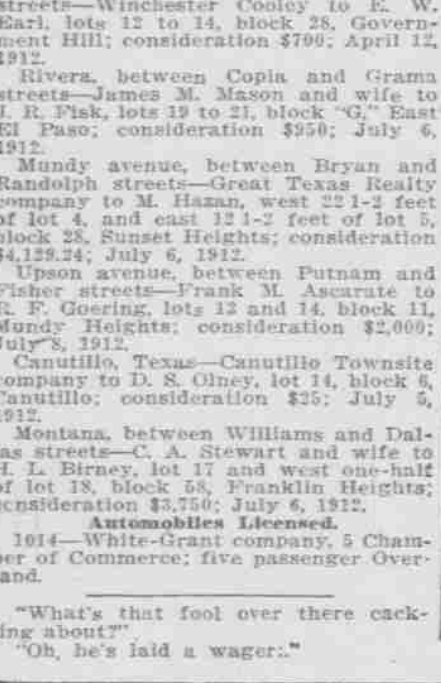 streets—Winchester Cooley to E. W.
Earl, lots 12 to 14, block 28, Govern-
ment Hill; consideration $700; April 12,
1912.
Rivera, between Copia and Grama
streets—James M. Mason and wife to
J. R. Fisk, lots 19 to 21, block "G," East
El Paso; consideration $950; July 6,
1912.
Mundy avenue, between Bryan and
Randolph streets—Great Texas Realty
company to M. Hazan, west 22 1-2 feet
of lot 4, and east 12 1-2 feet of lot 5,
block 28, Sunset Heights; consideration
$4,129.24; July 6, 1912.
Upson avenue, between Putnam and
Fisher streets—Frank M. Ascarate to
R. F. Goering, lots 12 and 14, block 11,
Mundy Heights; consideration $2,000;
July 8, 1912.
Canutillo, Texas—Canutillo Townsite
company to D. S. Olney, lot 14, block 6,
Canutillo; consideration $25; July 5,
1912.
Montana, between Williams and Dal-
las streets—C. A. Stewart and wife to
H. L. Birney, lot 17 and west one-half
of lot 18, block 58, Franklin Heights;
consideration $3,750; July 6, 1912.
Automobiles Licensed.
1014—White-Grant company, 5 Cham-
ber of Commerce; five passenger Over-
land.
"What's that fool over there cack-
ling about?"
"Oh, he's laid a wager:."